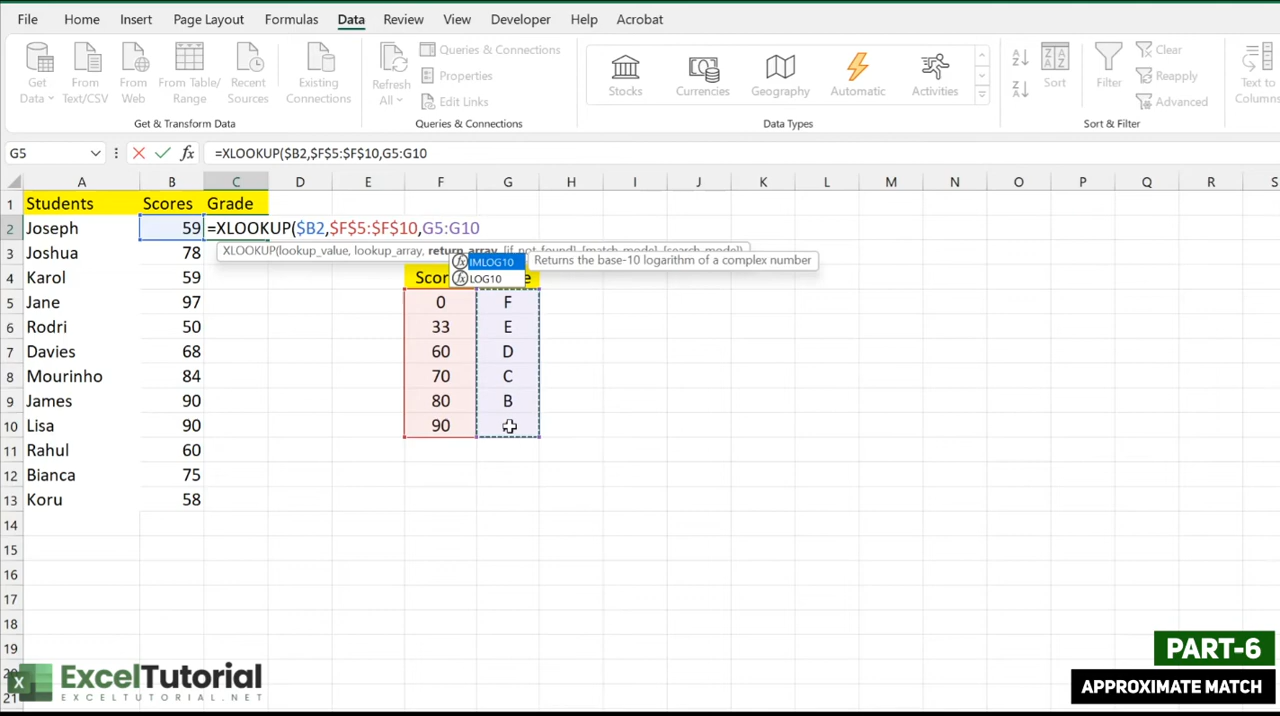 File Home Insert Page Layout Formulas Data Review View Developer Help Acrobat
Get Data From Text/CSV From Web From Table/ Range Recent Sources Existing Connections Refresh All Queries & Connections Properties Edit Links Stocks Currencies Geography Automatic Activities Sort Filter Clear Reapply Advanced Text to Columns
Get & Transform Data Queries & Connections Data Types Sort & Filter
G5 fx =XLOOKUP($B2,$F$5:$F$10,G5:G10
A B C D E F G H I J K L M N O P Q R S
1 Students Scores Grade
2 Joseph 59 =XLOOKUP($B2,$F$5:$F$10,G5:G10
XLOOKUP(lookup_value, lookup_array, return_array, [if_not_found], [match_mode], [search_mode])
IMLOG10 Returns the base-10 logarithm of a complex number
LOG10
3 Joshua 78
4 Karol 59
5 Jane 97 0 F
6 Rodri 50 33 E
7 Davies 68 60 D
8 Mourinho 84 70 C
9 James 90 80 B
10 Lisa 90 90
11 Rahul 60
12 Bianca 75
13 Koru 58
14
15
16
17
18
19
20
21
ExcelTutorial
EXCELTUTORIAL.NET
PART-6
APPROXIMATE MATCH